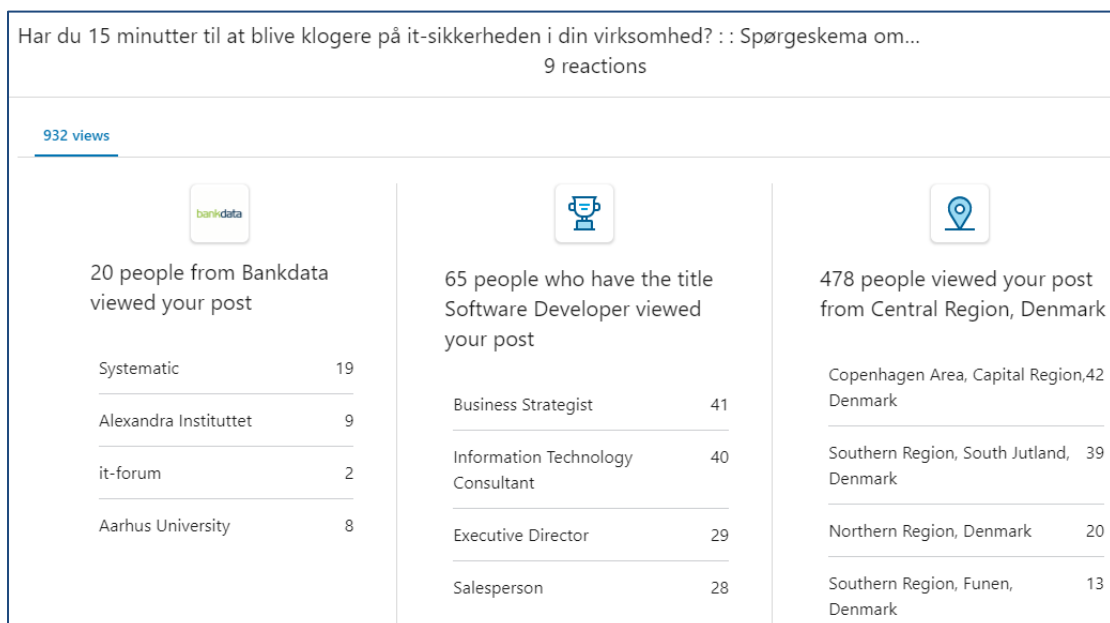 Har du 15 minutter til at blive klogere på it-sikkerheden i din virksomhed? : : Spørgeskema om...
9 reactions
932 views
bankdata
20 people from Bankdata
viewed your post
Systematic 19
Alexandra Instituttet 9
it-forum 2
Aarhus University 8
65 people who have the title
Software Developer viewed
your post
Business Strategist 41
Information Technology 40
Consultant
Executive Director 29
Salesperson 28
478 people viewed your post
from Central Region, Denmark
Copenhagen Area, Capital Region, 42
Denmark
Southern Region, South Jutland, 39
Denmark
Northern Region, Denmark 20
Southern Region, Funen, 13
Denmark